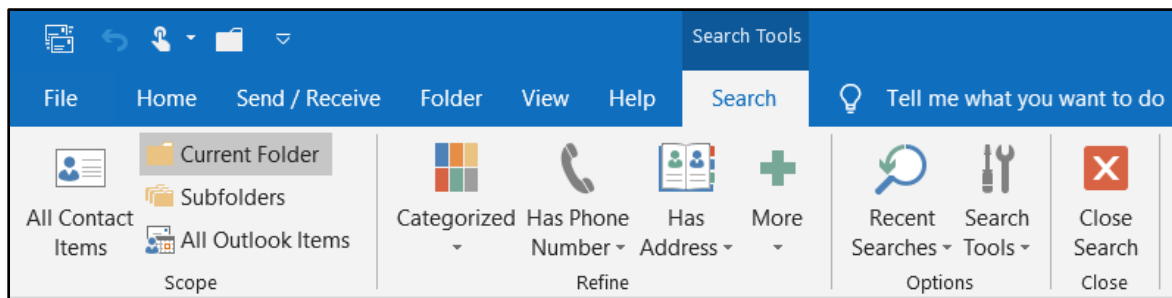 Search Tools
File Home Send / Receive Folder View Help Search Tell me what you want to do
All Contact Items
Current Folder
Subfolders
All Outlook Items
Scope
Categorized
Has Phone Number
Has Address
More
Refine
Recent Searches
Search Tools
Options
Close Search
Close